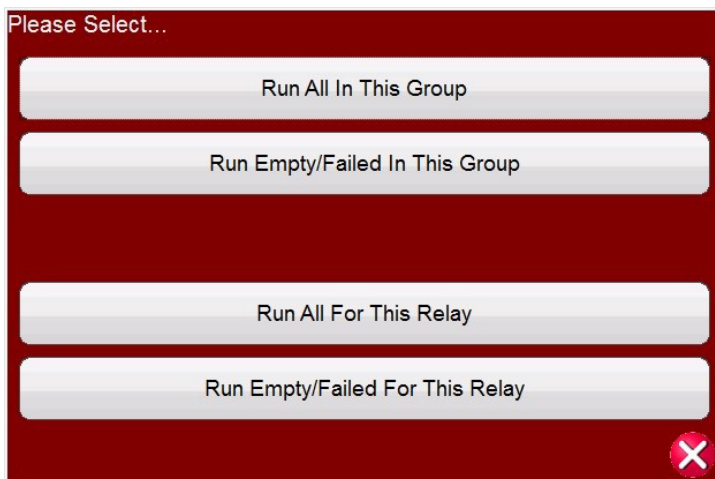 Please Select...
Run All In This Group
Run Empty/Failed In This Group
Run All For This Relay
Run Empty/Failed For This Relay